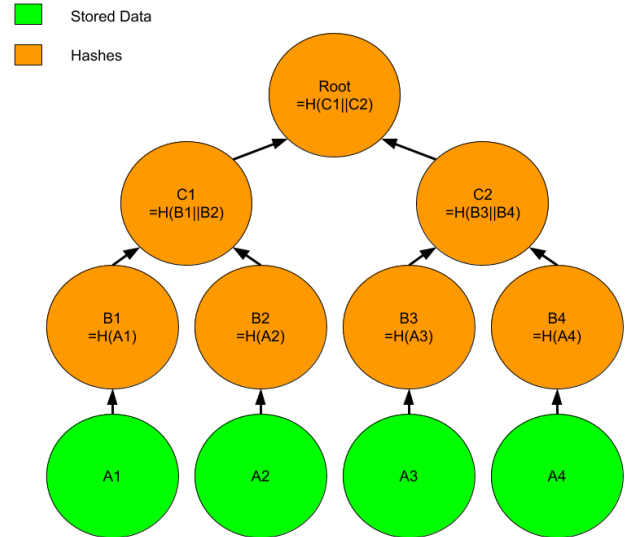 Stored Data
Hashes
Root
=H(C1||C2)
C1
=H(B1||B2)
C2
=H(B3||B4)
B1
=H(A1)
B2
=H(A2)
B3
=H(A3)
B4
=H(A4)
A1
A2
A3
A4